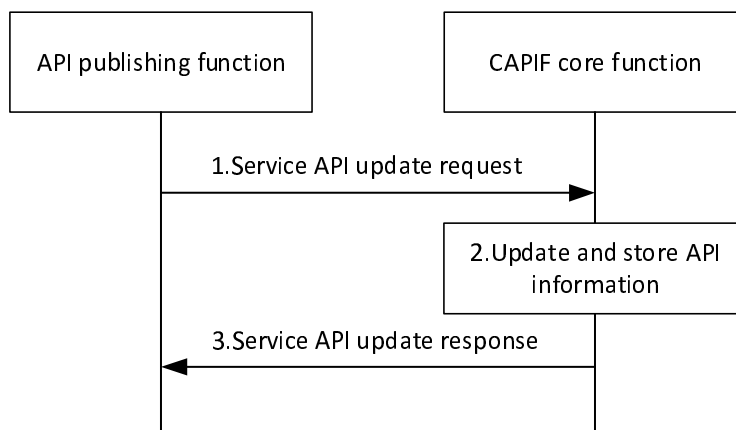 API publishing function
CAPIF core function
1.Service API update request
2.Update and store API
information
3.Service API update response